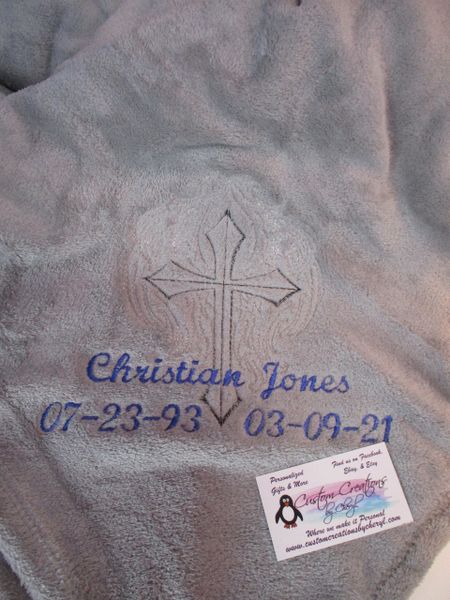 Christian Jones
07-23-93 03-09-21
Personalized
Gifts & More
Find us on Facebook,
Ebay, & Etsy
Custom Creations
by cheryl
Where we make it Personal
www.customcreationsbycheryl.com